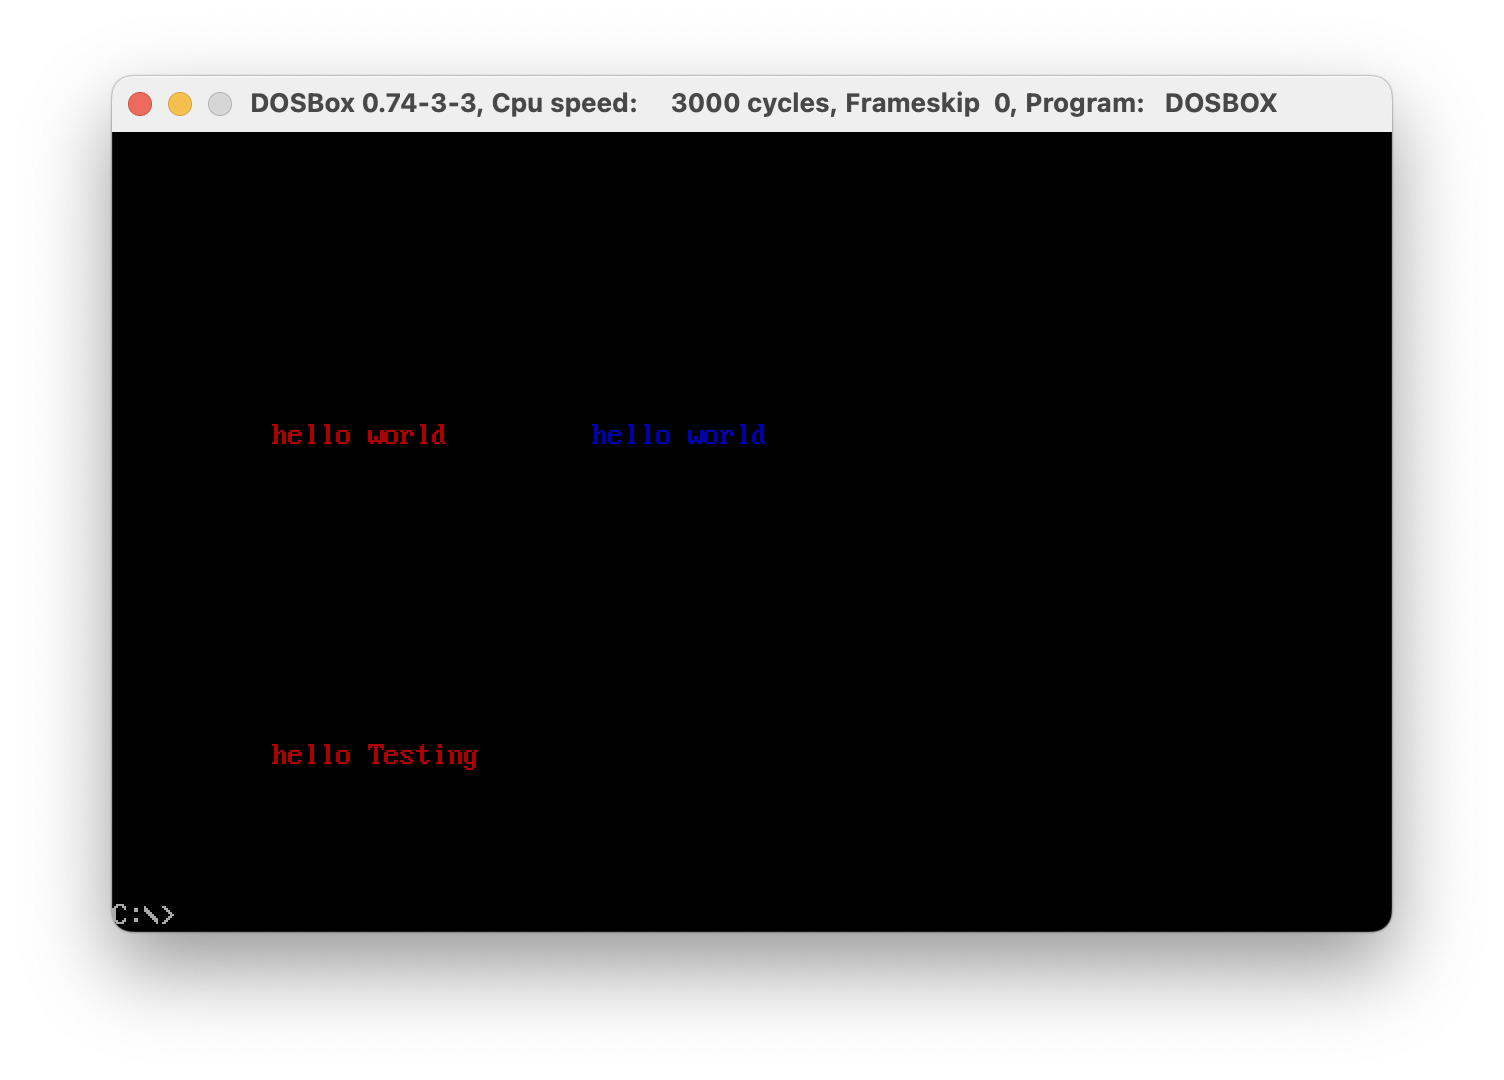 DOSBox 0.74-3-3, Cpu speed: 3000 cycles, Frameskip 0, Program: DOSBOX
hello world hello world
hello Testing
C:\>